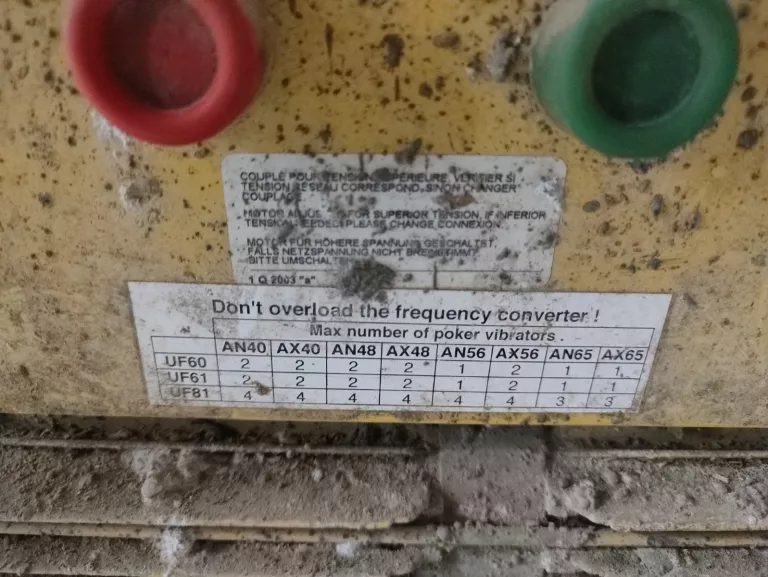 COUPLE POUR TENSION SUPERIEURE, VERIFIER SI
TENSION RESEAU CORRESPOND, SINON CHANGER
COUPLAGE.
MOTOR FOR SUPERIOR TENSION, IF INFERIOR
TENSION NEEDED PLEASE CHANGE CONNEXION.
MOTOR FÜR HÖHERE SPANNUNG GESCHALTET,
FALLS NETZSPANNUNG NICHT
BITTE UMSCHALTEN
1 Q 2003 "a"
Don't overload the frequency converter !
Max number of poker vibrators .
AN40 AX40 AN48 AX48 AN56 AX56 AN65 AX65
UF60 2 2 2 2 1 2 1 1
UF61 2 2 2 2 1 2 1 1
UF81 4 4 4 4 4 4 3 3